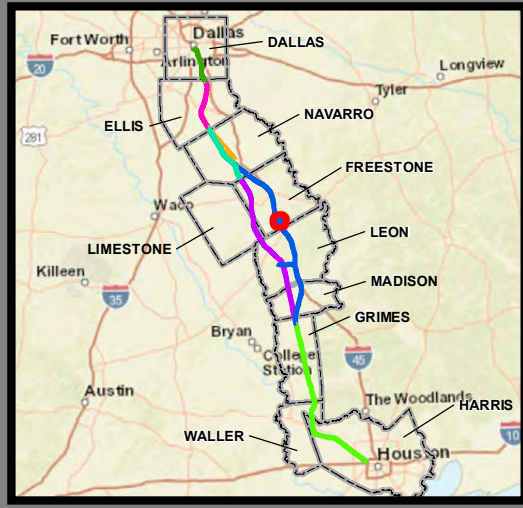 Fort Worth
Dallas
DALLAS
Arlington
20
Longview
Tyler
NAVARRO
ELLIS
281
FREESTONE
Waco
LEON
LIMESTONE
Killeen
MADISON
35
GRIMES
Bryan
College
Station
45
Austin
The Woodlands
HARRIS
WALLER
10
Houston